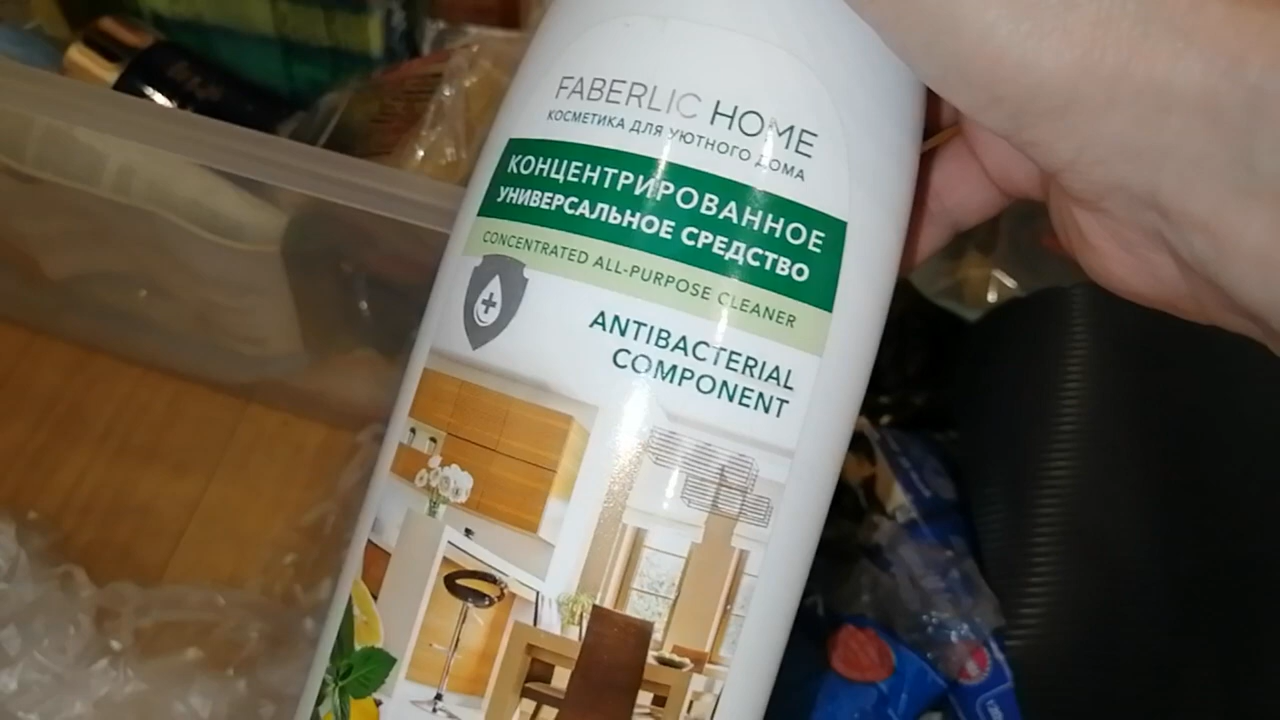 FABERLIC HOME
КОСМЕТИКА ДЛЯ УЮТНОГО ДОМА
КОНЦЕНТРИРОВАННОЕ
УНИВЕРСАЛЬНОЕ СРЕДСТВО
CONCENTRATED ALL-PURPOSE CLEANER
ANTIBACTERIAL
COMPONENT